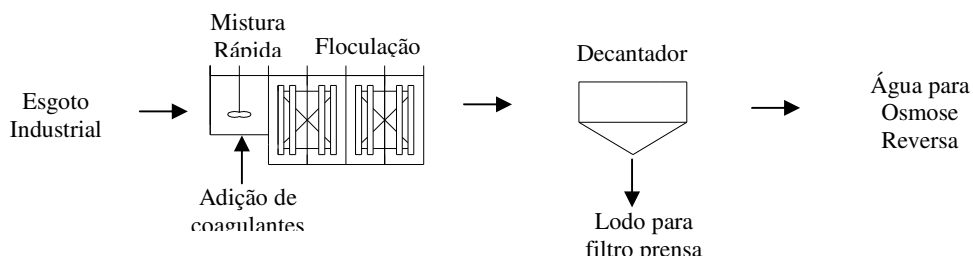 Mistura
Rápida
Floculação
Decantador
Esgoto
Industrial
Água para
Osmose
Reversa
Adição de
coagulantes
Lodo para
filtro prensa